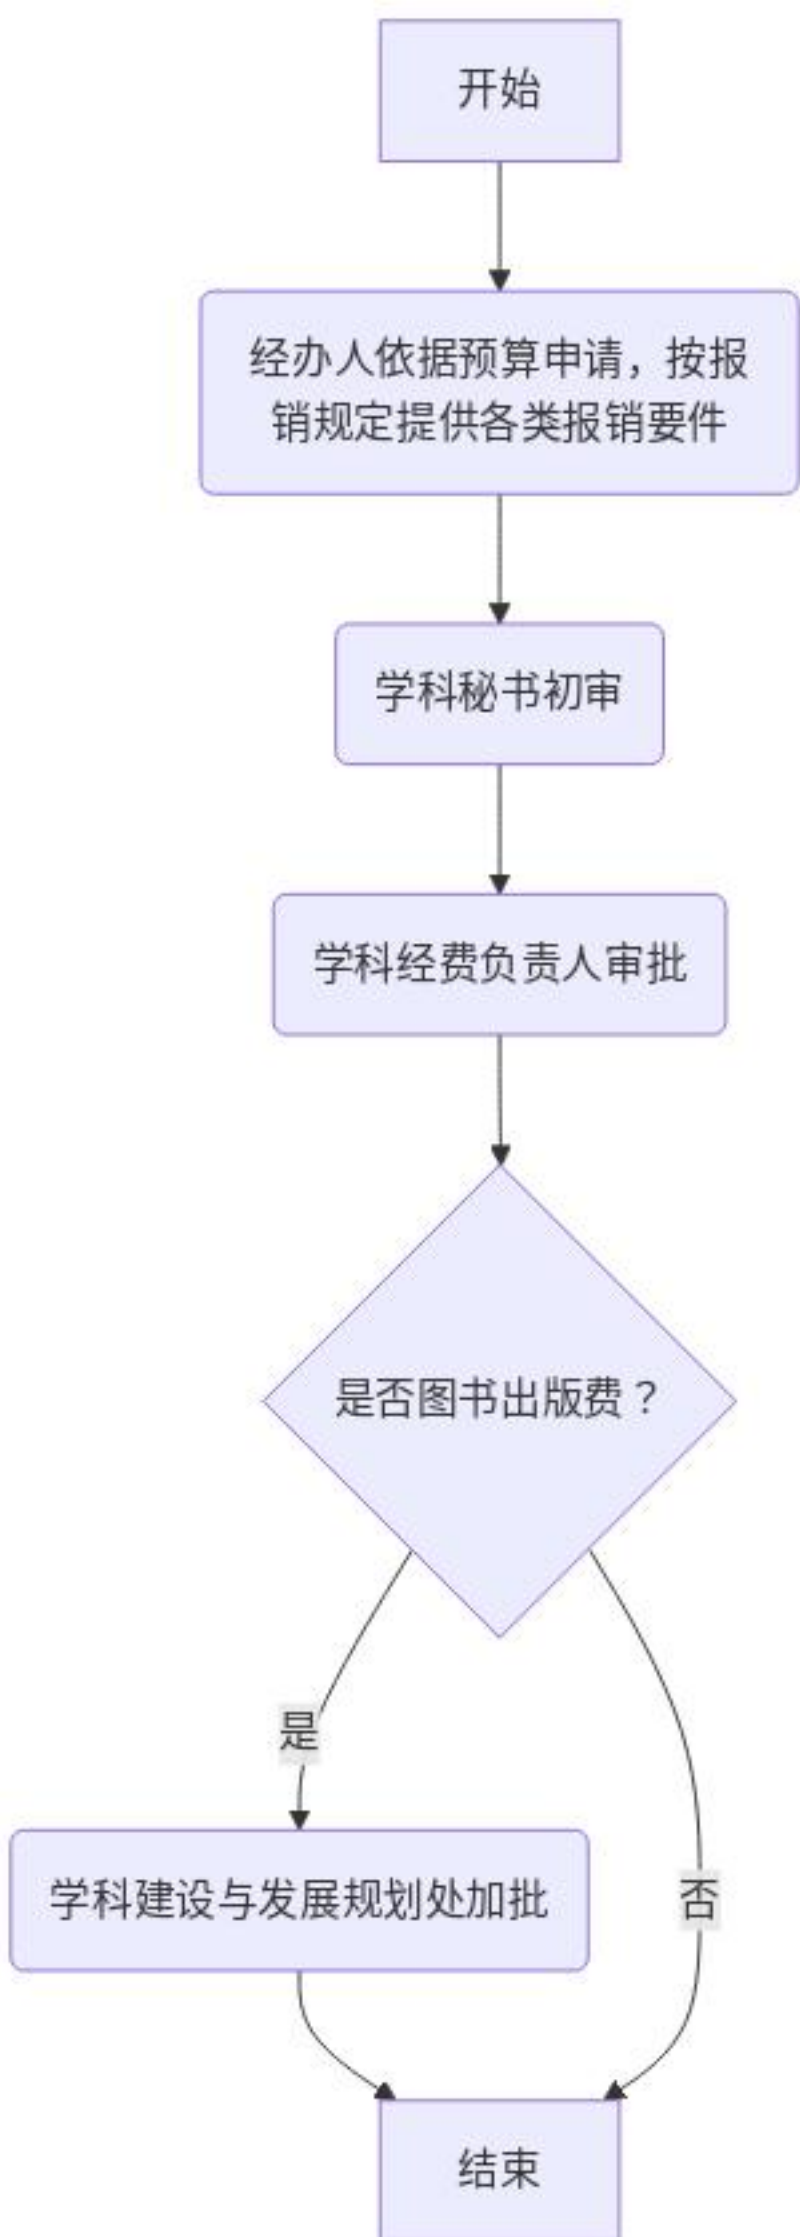 开始
经办人依据预算申请，按报
销规定提供各类报销要件
学科秘书初审
学科经费负责人审批
是否图书出版费？
是
学科建设与发展规划处加批
否
结束